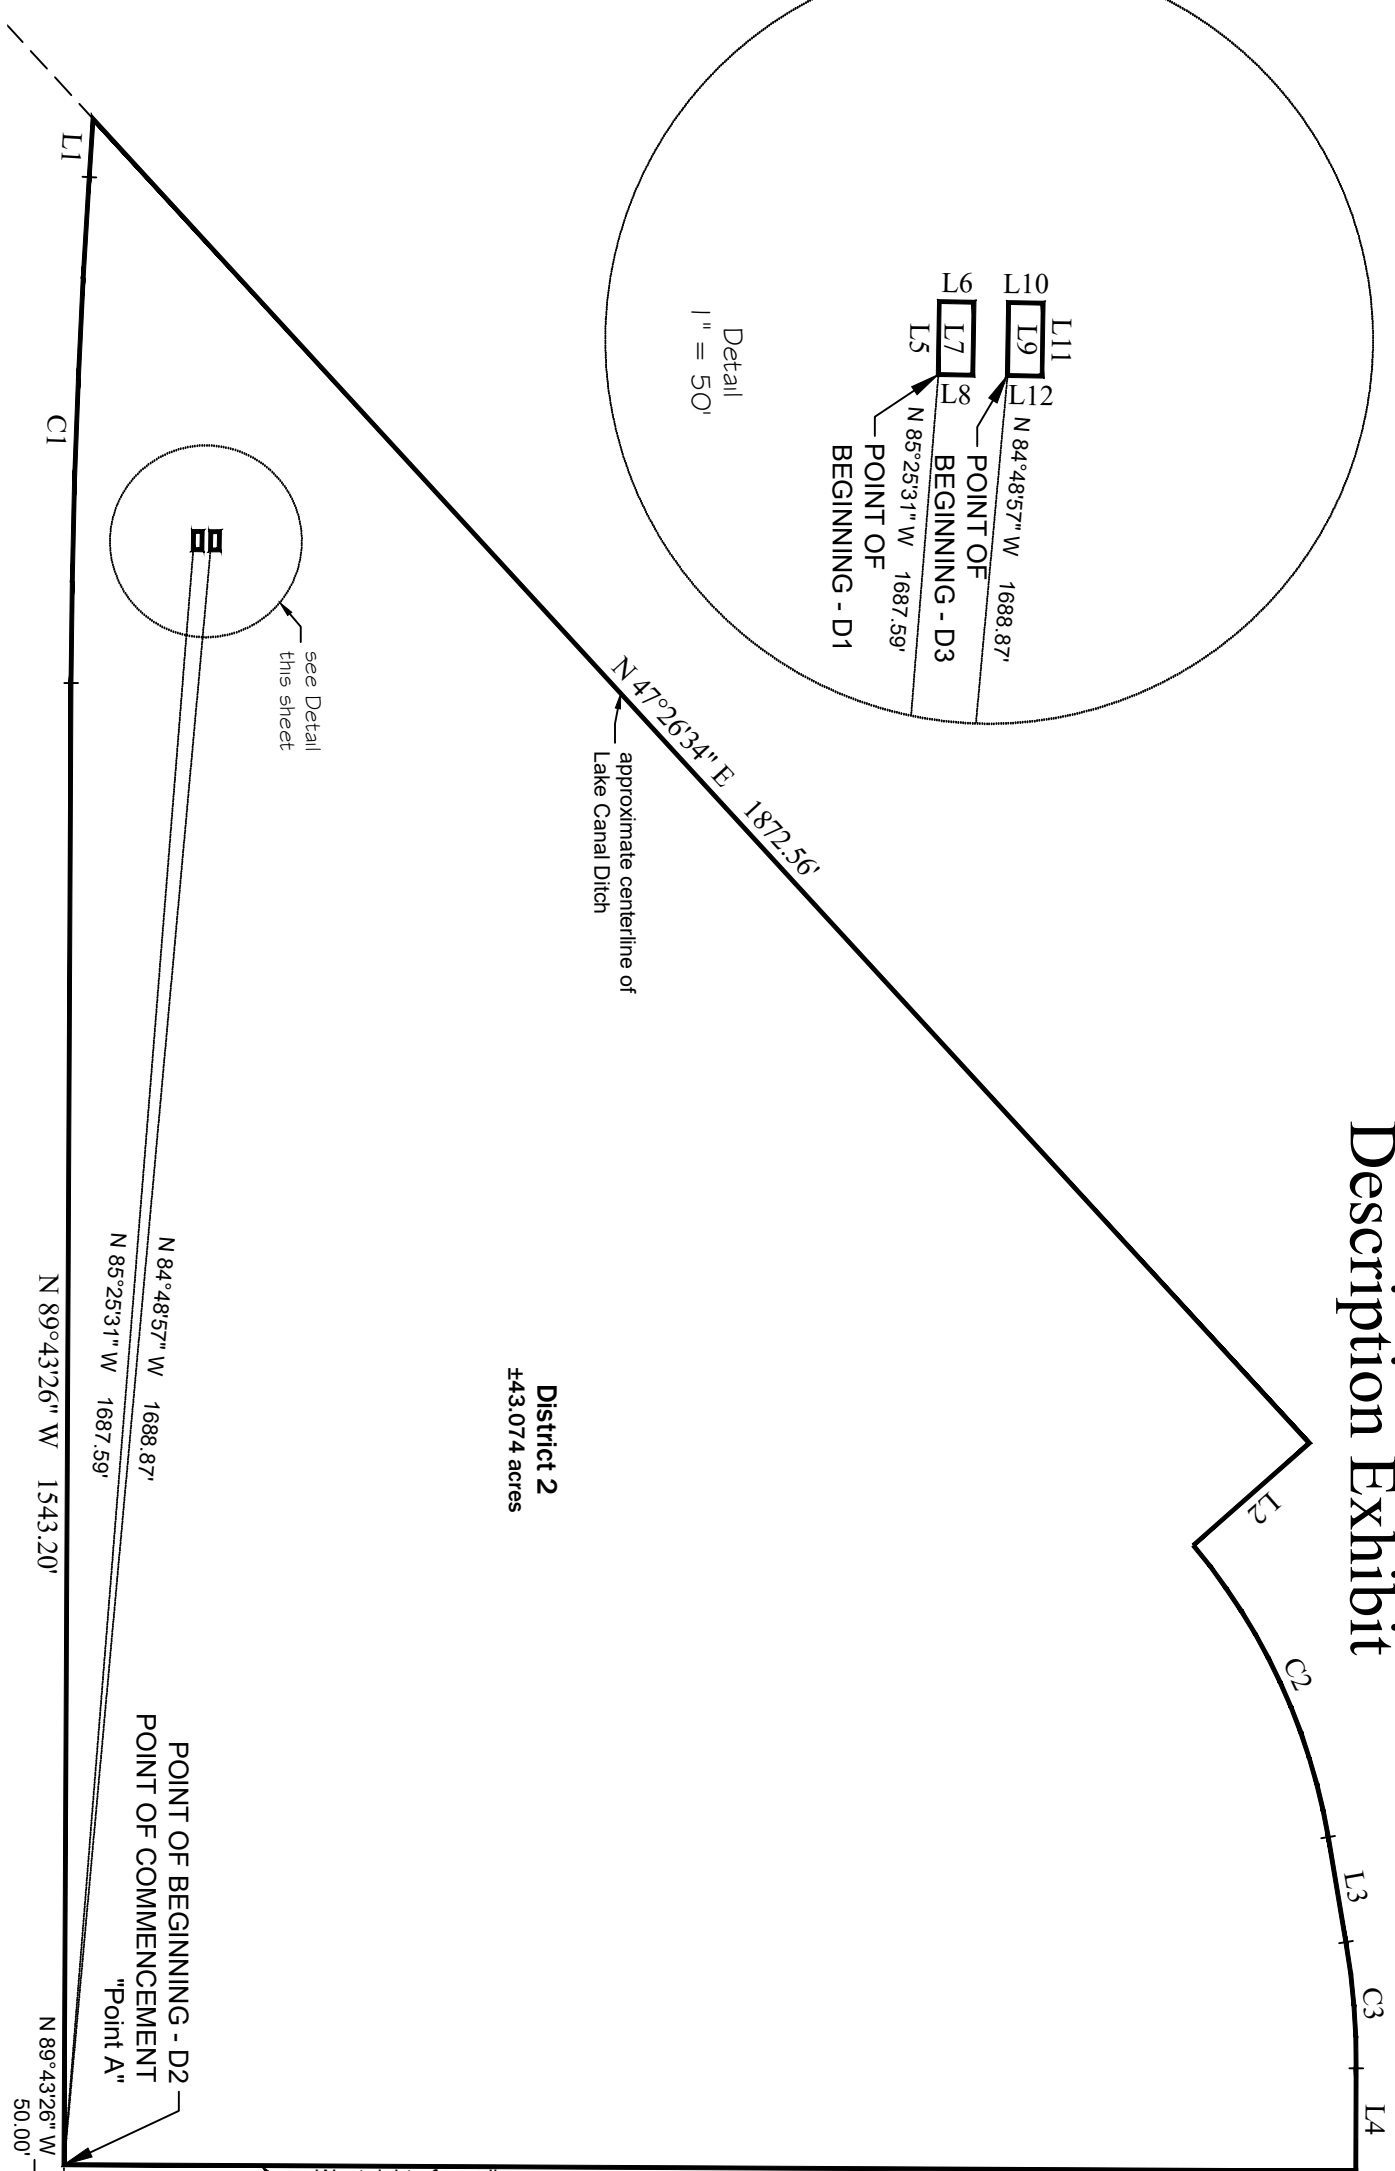 Description Exhibit
L10
L11
L9
L12
L6
L7
L5
L8
N 84°48'57" W 1688.87'
POINT OF
BEGINNING - D3
N 85°25'31" W 1687.59'
POINT OF
BEGINNING - D1
Detail
1" = 50'
L1
C1
see Detail
this sheet
N 47°26'34" E 1872.56'
approximate centerline of
Lake Canal Ditch
L2
C2
L3
C3
L4
District 2
±43.074 acres
N 84°48'57" W 1688.87'
N 85°25'31" W 1687.59'
N 89°43'26" W 1543.20'
POINT OF BEGINNING - D2
POINT OF COMMENCEMENT
"Point A"
N 89°43'26" W
50.00'